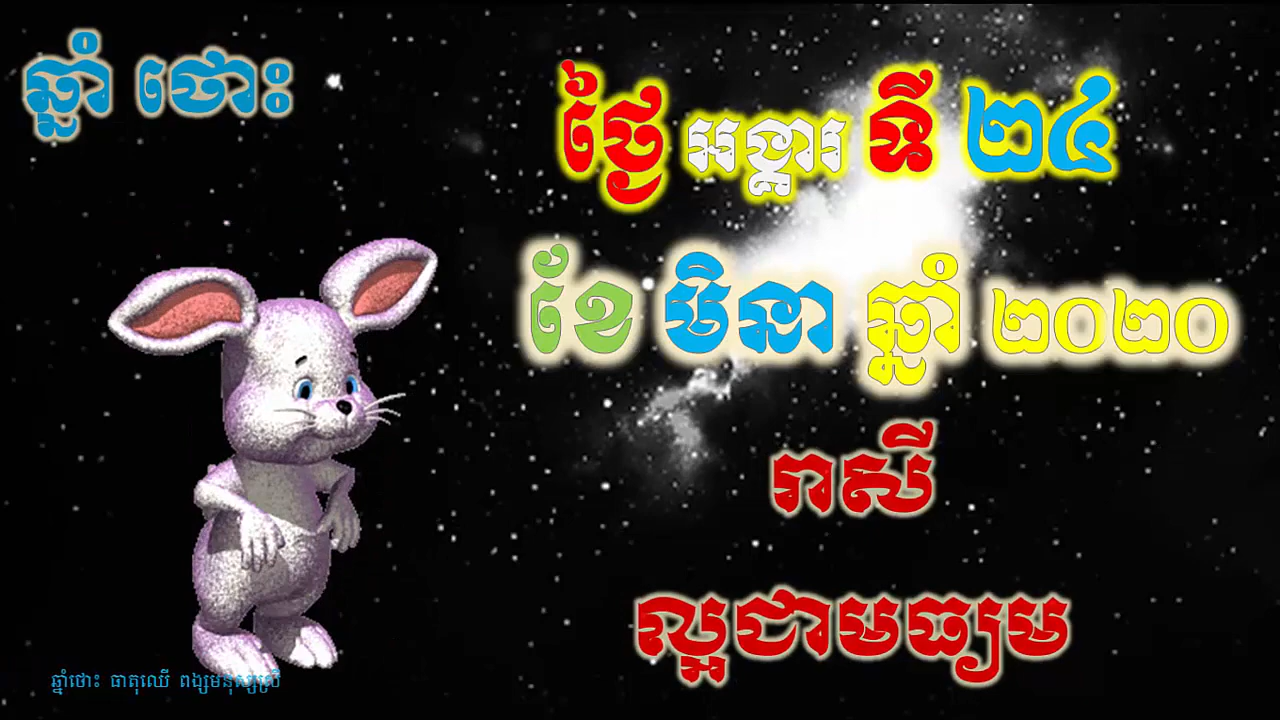 ឆ្នាំ ថោះ
ថ្ងៃ អង្គារ ទី ២៤
ខែ មិនា ឆ្នាំ ២០២០
រាសី
ល្អជាមធ្យម
ឆ្នាំថោះ ធាតុឈើ ពង្សមនុស្សស្រី